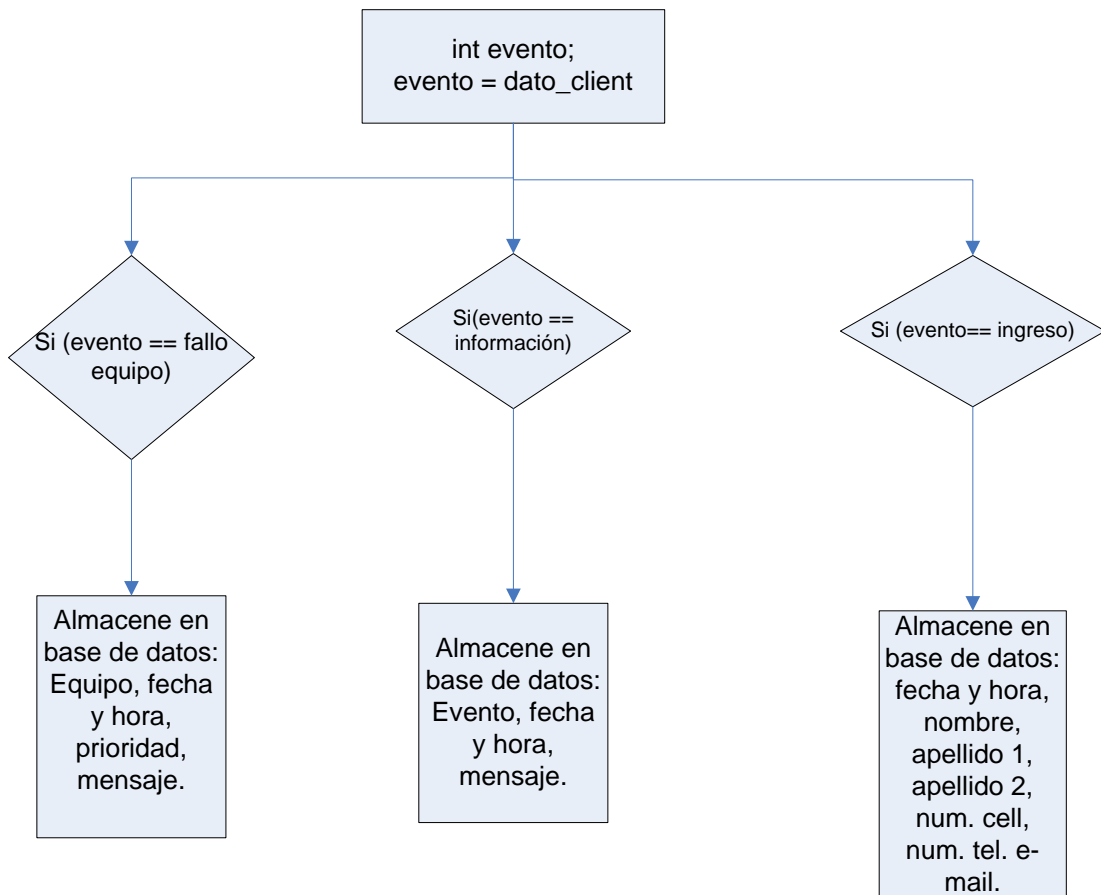 int evento;
evento = dato_client
Si (evento == fallo
equipo)
Si(evento ==
información)
Si (evento== ingreso)
Almacene en
base de datos:
Equipo, fecha
y hora,
prioridad,
mensaje.
Almacene en
base de datos:
Evento, fecha
y hora,
mensaje.
Almacene en
base de datos:
fecha y hora,
nombre,
apellido 1,
apellido 2,
num. cell,
num. tel. e-
mail.